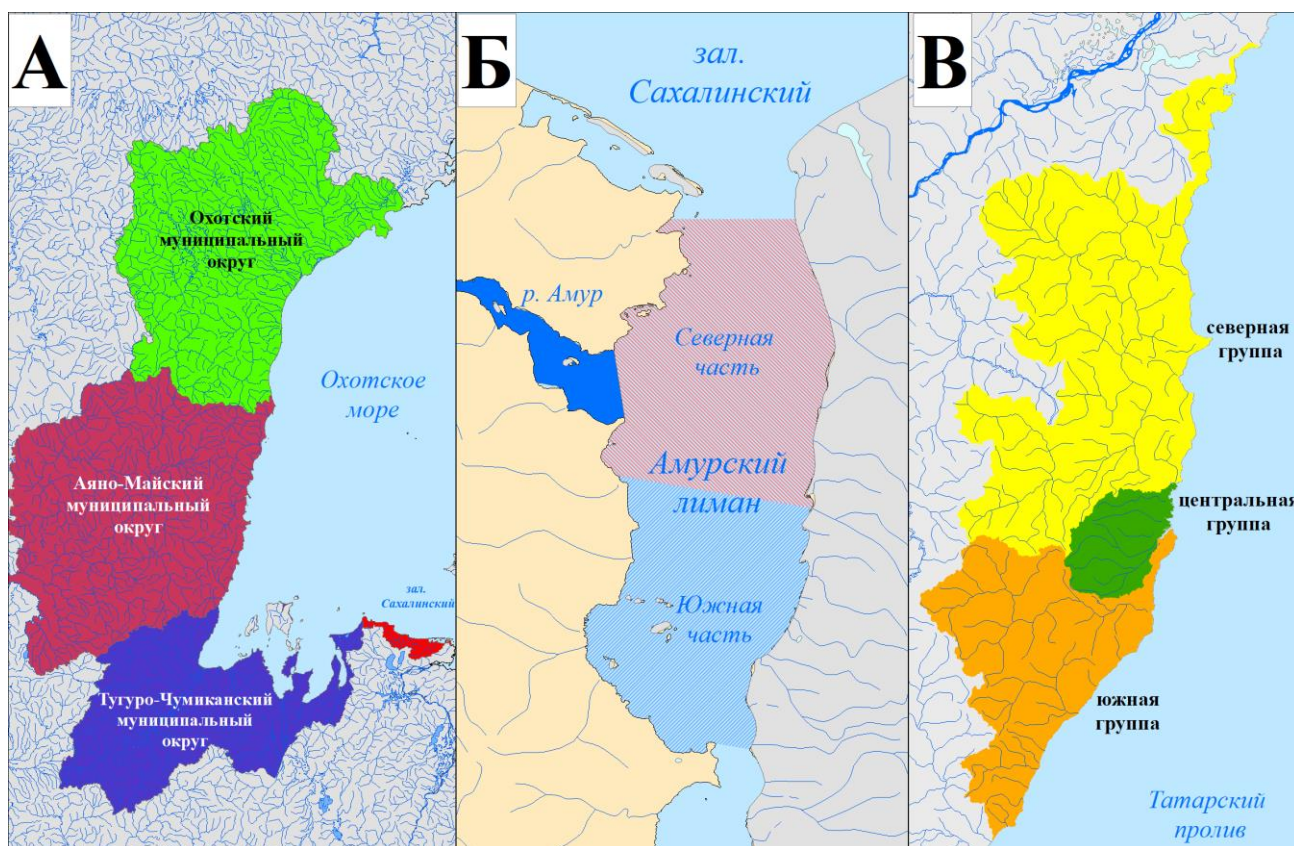 А
Охотский
муниципальный
округ
Охотское
море
Аяно-Майский
муниципальный
округ
зал.
Сахалинский
Тугуро-Чумиканский
муниципальный
округ
Б
зал.
Сахалинский
р. Амур
Северная
часть
Амурский
лиман
Южная
часть
В
северная
группа
центральная
группа
южная
группа
Татарский
пролив